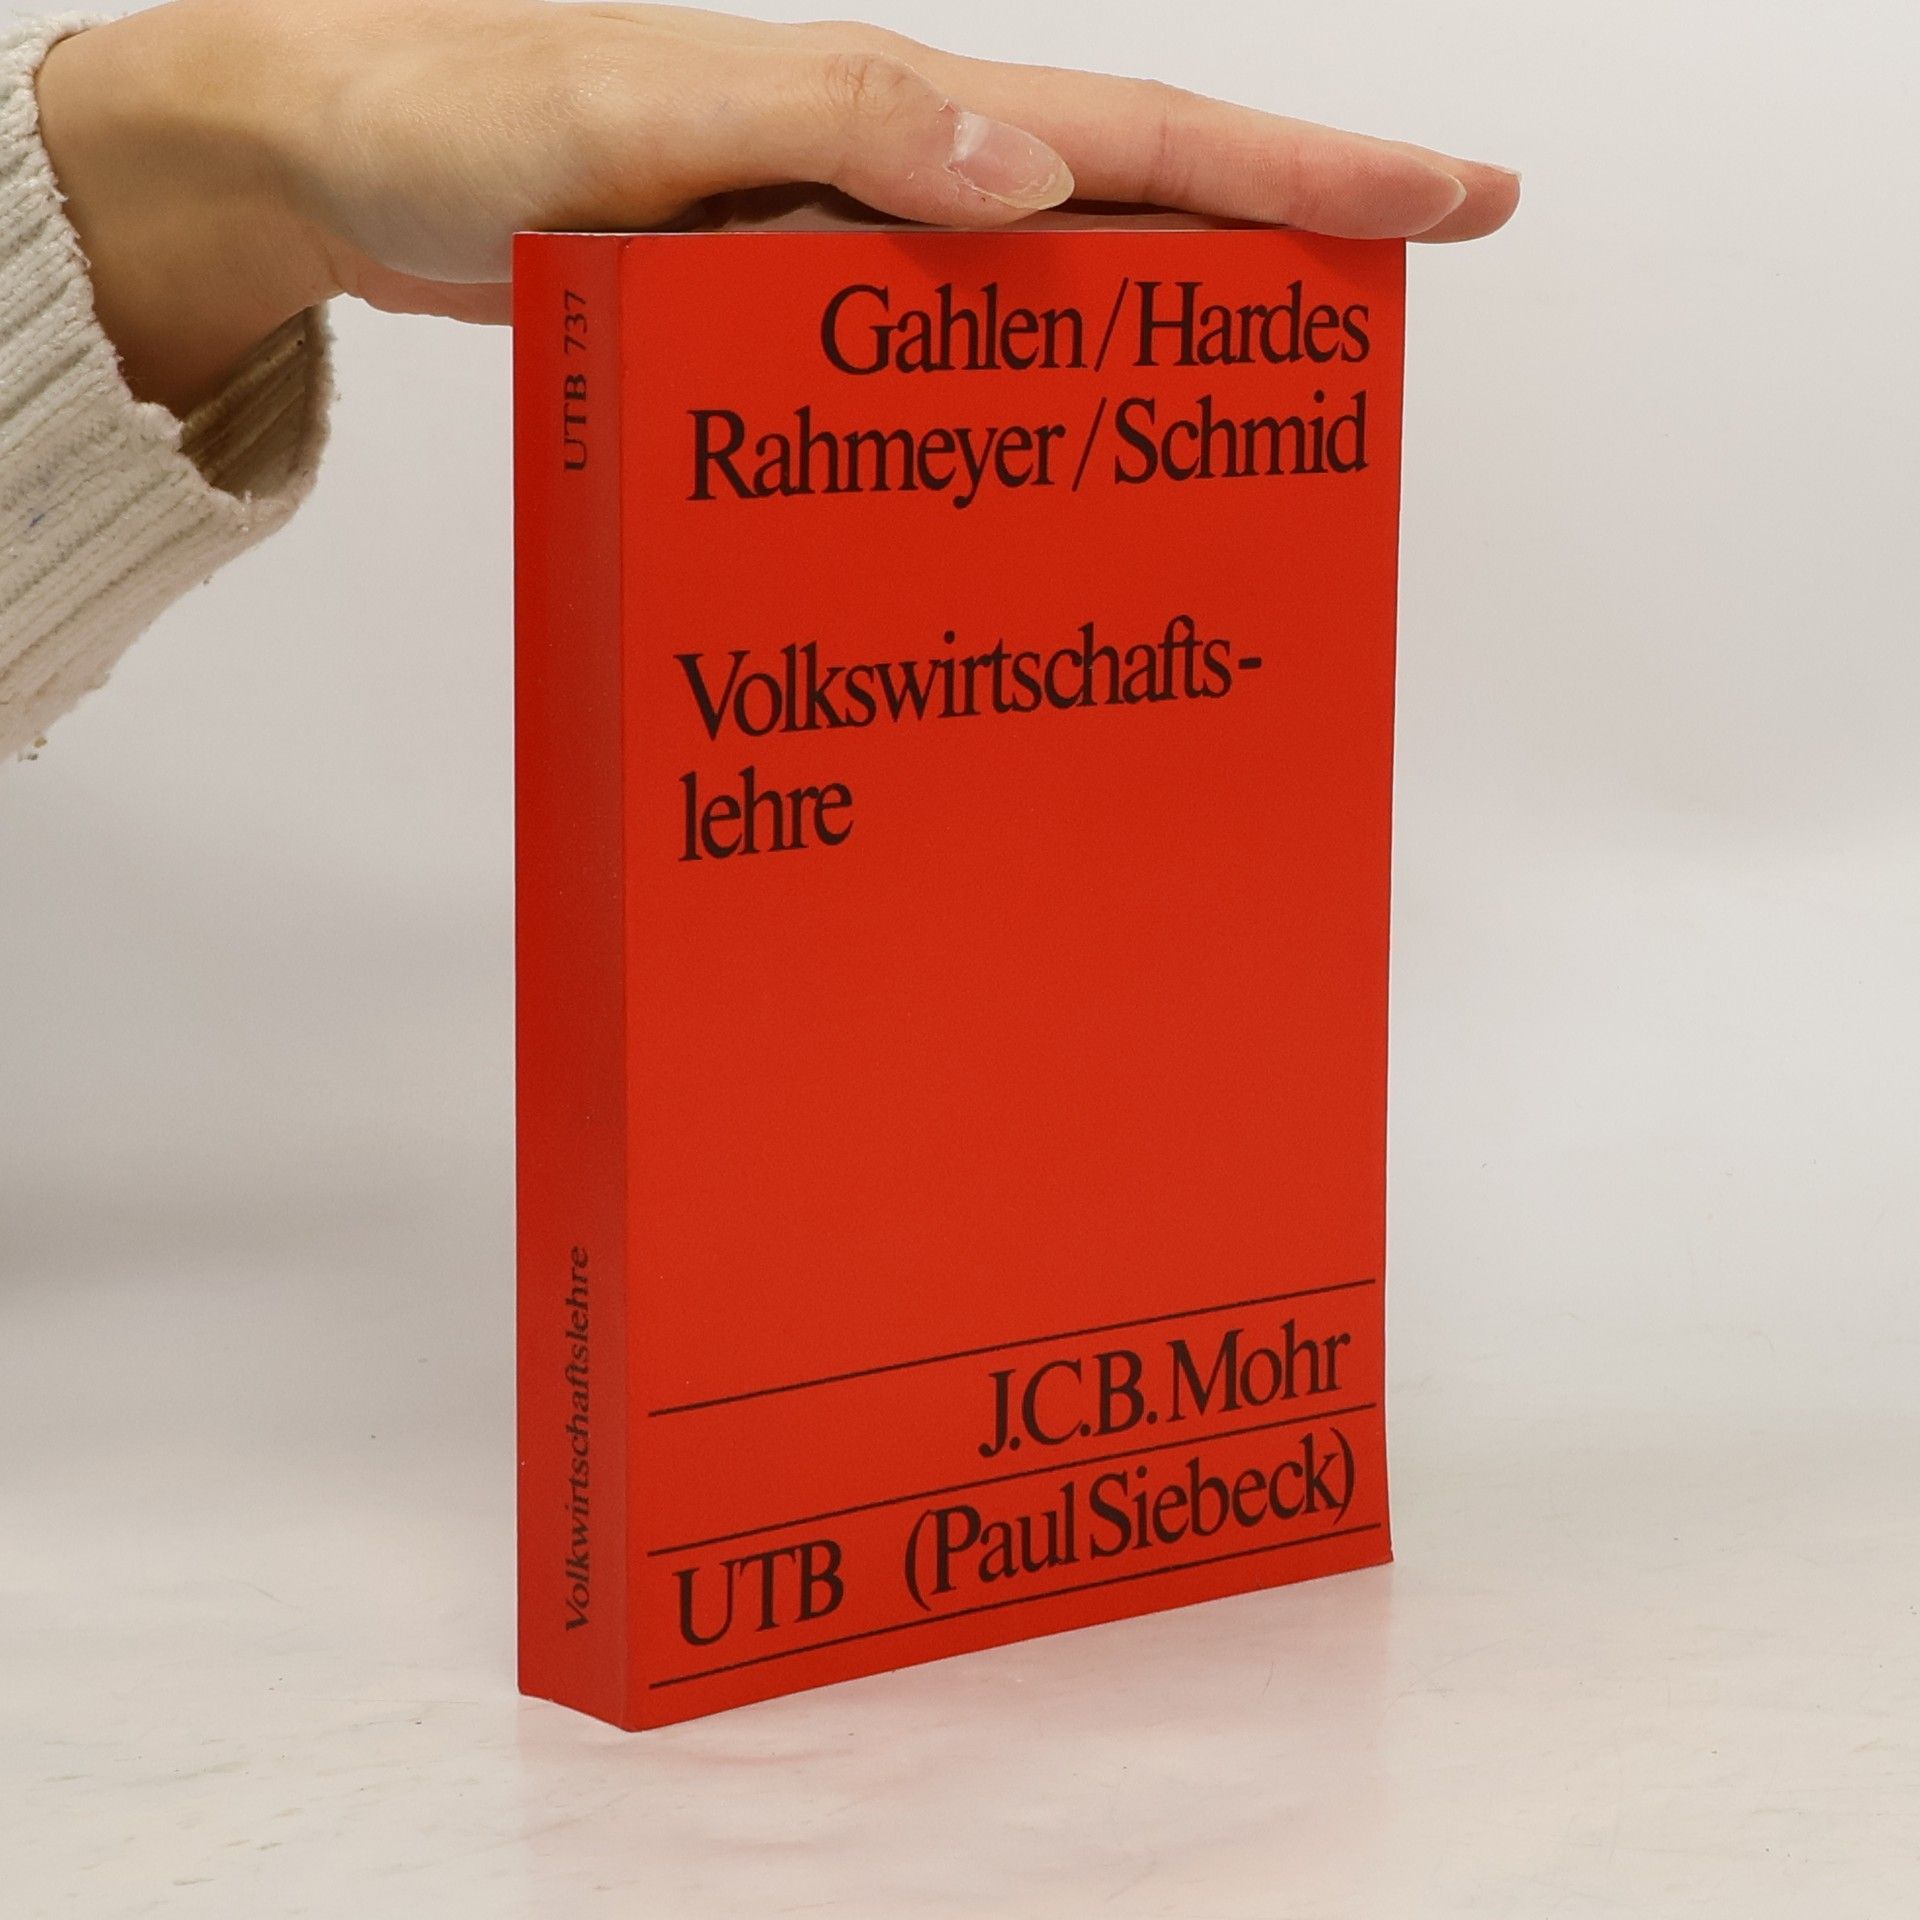 Gahlen/Hardes
Rahmeyer/Schmid
Volkswirtschafts-
lehre
J.C.B. Mohr
UTB (Paul Siebeck)
UTB 737
Volkwirtschaftslehre